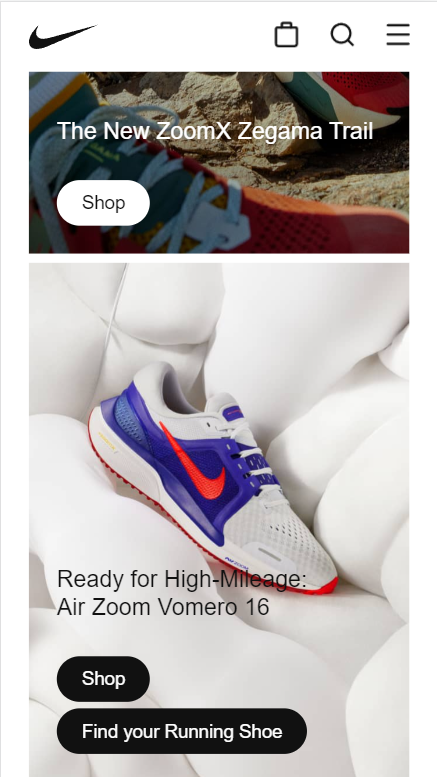 The New ZoomX Zegama Trail
Shop
Ready for High-Mileage:
Air Zoom Vomero 16
Shop
Find your Running Shoe